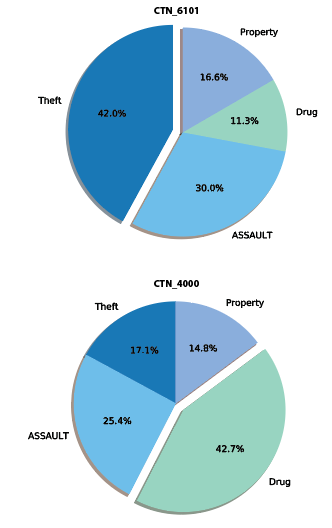 CTN_6101
Property
16.6%
Theft
42.0%
Drug
11.3%
30.0%
ASSAULT
CTN_4000
Theft
Property
17.1%
14.8%
ASSAULT
25.4%
42.7%
Drug